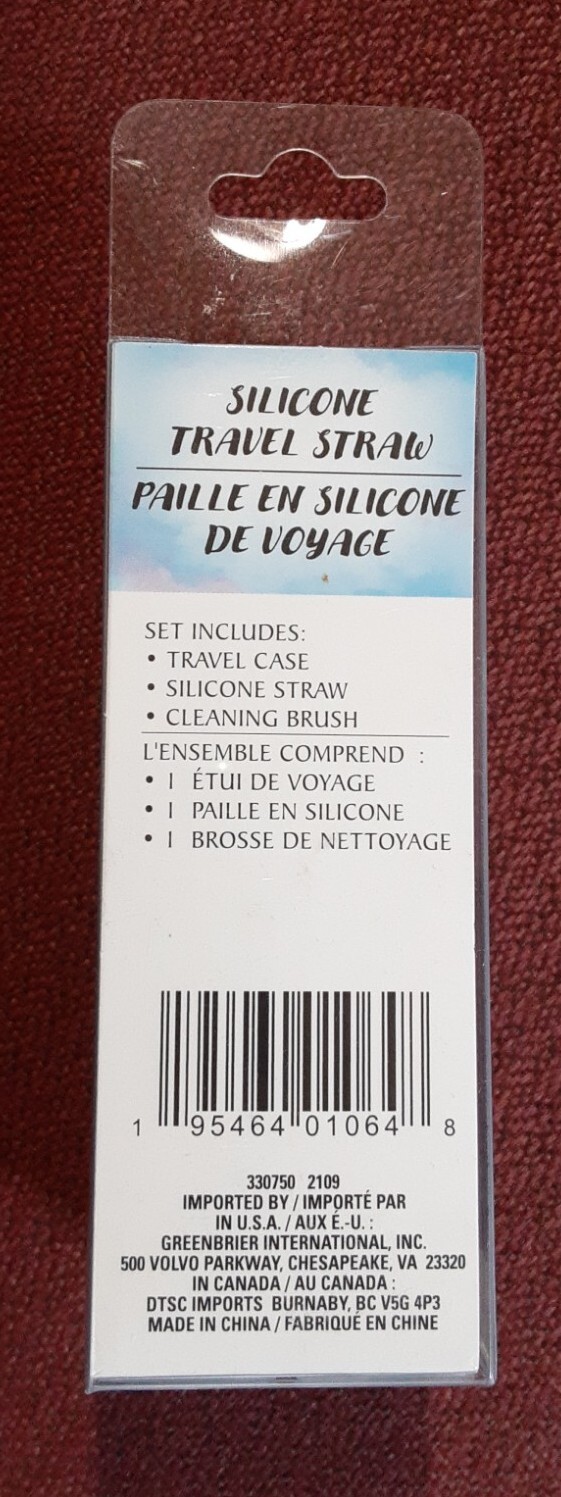 SILICONE
TRAVEL STRAW
PAILLE EN SILICONE
DE VOYAGE
SET INCLUDES:
• TRAVEL CASE
• SILICONE STRAW
• CLEANING BRUSH
L'ENSEMBLE COMPREND :
• 1 ÉTUI DE VOYAGE
• 1 PAILLE EN SILICONE
• 1 BROSSE DE NETTOYAGE
1 95464 01064 8
330750 2109
IMPORTED BY / IMPORTÉ PAR
IN U.S.A. / AUX É.-U. :
GREENBRIER INTERNATIONAL, INC.
500 VOLVO PARKWAY, CHESAPEAKE, VA 23320
IN CANADA / AU CANADA :
DTSC IMPORTS BURNABY, BC V5G 4P3
MADE IN CHINA / FABRIQUÉ EN CHINE